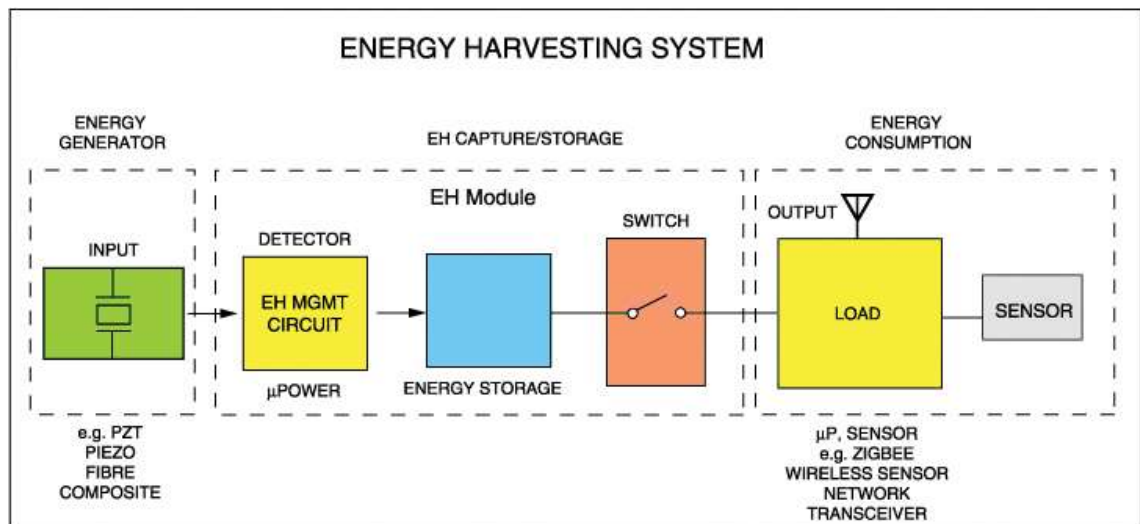 ENERGY HARVESTING SYSTEM
ENERGY
GENERATOR
EH CAPTURE/STORAGE
ENERGY
CONSUMPTION
EH Module
INPUT
DETECTOR
EH MGMT
CIRCUIT
µPOWER
ENERGY STORAGE
SWITCH
OUTPUT
LOAD
SENSOR
e.g. PZT
PIEZO
FIBRE
COMPOSITE
µP, SENSOR
e.g. ZIGBEE
WIRELESS SENSOR
NETWORK
TRANSCEIVER